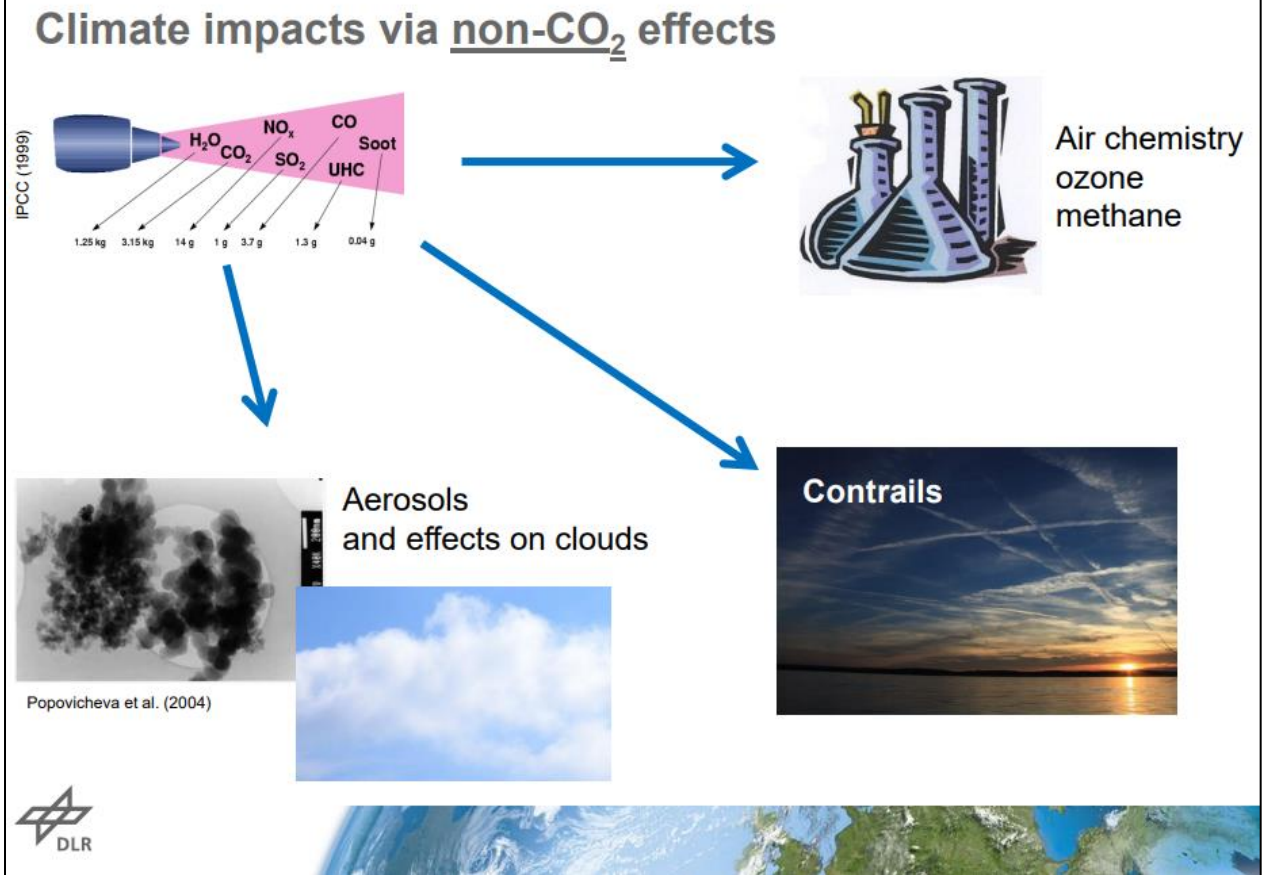 Climate impacts via non-CO₂ effects
IPCC (1999)
H₂O
CO₂
NOₓ
SO₂
CO
UHC
Soot
1.25 kg 3.15 kg 14 g 1 g 3.7 g 1.3 g 0.04 g
Air chemistry
ozone
methane
Aerosols
and effects on clouds
200nm
X40K
Popovicheva et al. (2004)
Contrails
DLR